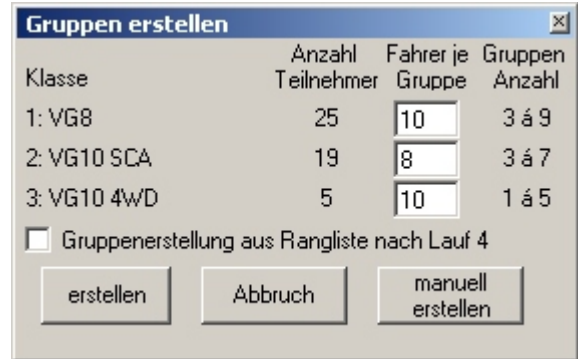 Gruppen erstellen
Klasse Anzahl Teilnehmer Fahrer je Gruppe Gruppen Anzahl
1: VG8 25 10 3 á 9
2: VG10 SCA 19 8 3 á 7
3: VG10 4WD 5 10 1 á 5
Gruppenerstellung aus Rangliste nach Lauf 4
erstellen Abbruch manuell erstellen